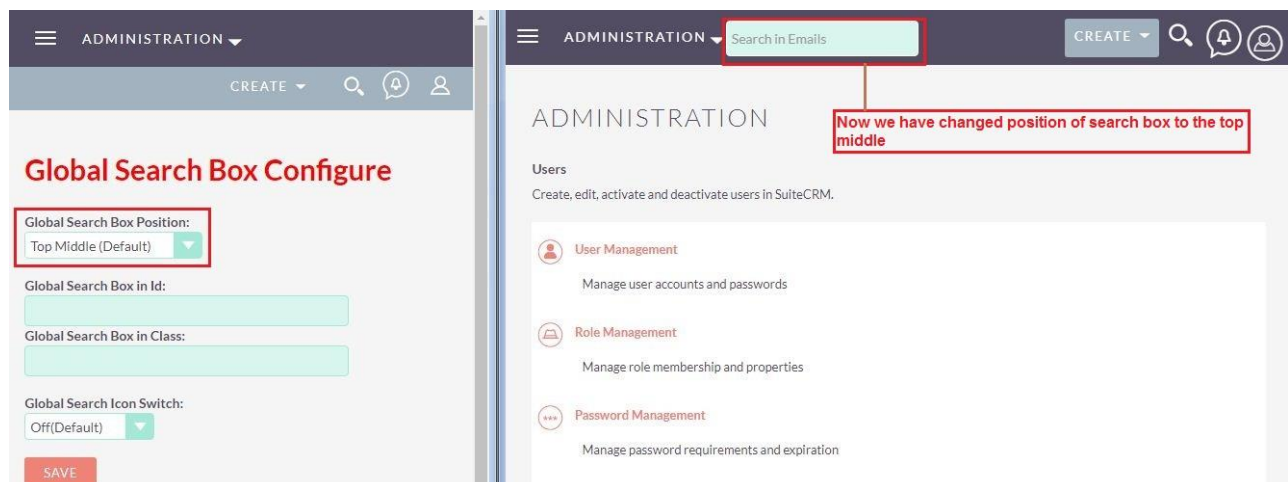 ADMINISTRATION
CREATE
Global Search Box Configure
Global Search Box Position:
Top Middle (Default)
Global Search Box in Id:
Global Search Box in Class:
Global Search Icon Switch:
Off(Default)
SAVE
ADMINISTRATION
Search in Emails
CREATE
ADMINISTRATION
Now we have changed position of search box to the top
middle
Users
Create, edit, activate and deactivate users in SuiteCRM.
User Management
Manage user accounts and passwords
Role Management
Manage role membership and properties
Password Management
Manage password requirements and expiration